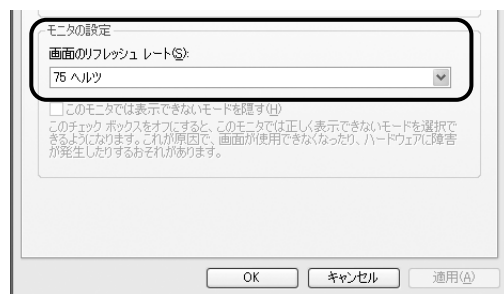 モニタの設定
画面のリフレッシュ レート(S):
75 ヘルツ
このモニタでは表示できないモードを隠す(H)
このチェック ボックスをオフにすると、このモニタでは正しく表示できないモードを選択で
きるようになります。これが原因で、画面が使用できなくなったり、ハードウェアに障害
が発生したりするおそれがあります。
OK キャンセル 適用(A)